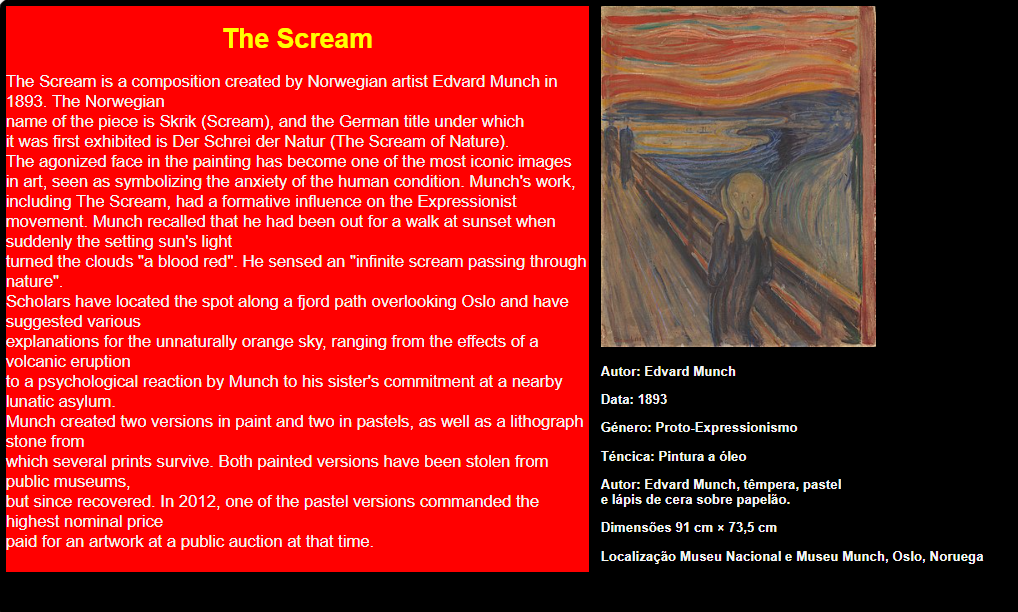 The Scream
The Scream is a composition created by Norwegian artist Edvard Munch in
1893. The Norwegian
name of the piece is Skrik (Scream), and the German title under which
it was first exhibited is Der Schrei der Natur (The Scream of Nature).
The agonized face in the painting has become one of the most iconic images
in art, seen as symbolizing the anxiety of the human condition. Munch's work,
including The Scream, had a formative influence on the Expressionist
movement. Munch recalled that he had been out for a walk at sunset when
suddenly the setting sun's light
turned the clouds "a blood red". He sensed an "infinite scream passing through
nature".
Scholars have located the spot along a fjord path overlooking Oslo and have
suggested various
explanations for the unnaturally orange sky, ranging from the effects of a
volcanic eruption
to a psychological reaction by Munch to his sister's commitment at a nearby
lunatic asylum.
Munch created two versions in paint and two in pastels, as well as a lithograph
stone from
which several prints survive. Both painted versions have been stolen from
public museums,
but since recovered. In 2012, one of the pastel versions commanded the
highest nominal price
paid for an artwork at a public auction at that time.
Autor: Edvard Munch
Data: 1893
Género: Proto-Expressionismo
Téncica: Pintura a óleo
Autor: Edvard Munch, têmpera, pastel
e lápis de cera sobre papelão.
Dimensões 91 cm × 73,5 cm
Localização Museu Nacional e Museu Munch, Oslo, Noruega